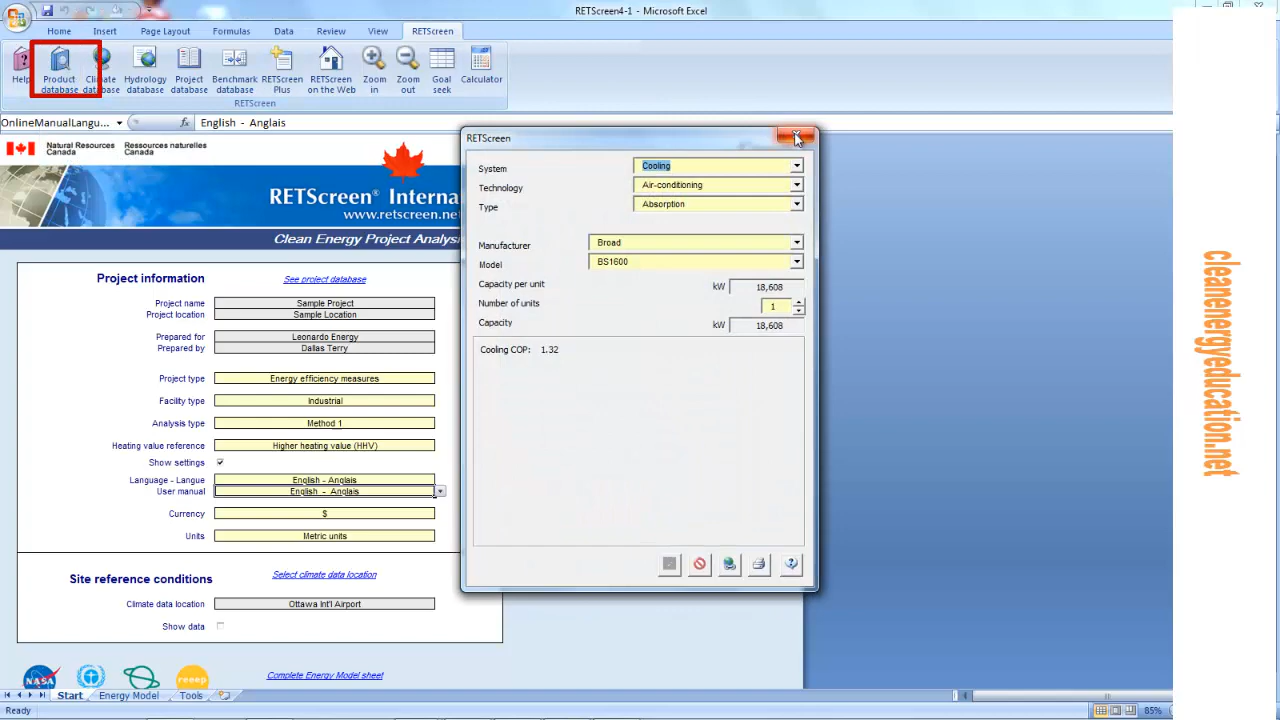 RETScreen4-1 - Microsoft Excel
Home Insert Page Layout Formulas Data Review View RETScreen
Help
Product database
Climate database
Hydrology database
Project database
Benchmark database
RETScreen Plus
RETScreen on the Web
Zoom in
Zoom out
Goal seek
Calculator
RETScreen
OnlineManualLangu... fx English - Anglais
Natural Resources Canada
Ressources naturelles Canada
RETScreen® Interna
www.retscreen.ne
Clean Energy Project Analys
Project information See project database
Project name Sample Project
Project location Sample Location
Prepared for Leonardo Energy
Prepared by Dallas Terry
Project type Energy efficiency measures
Facility type Industrial
Analysis type Method 1
Heating value reference Higher heating value (HHV)
Show settings
Language - Langue English - Anglais
User manual English - Anglais
Currency $
Units Metric units
Site reference conditions Select climate data location
Climate data location Ottawa Int'l Airport
Show data
NASA reeep Complete Energy Model sheet
Start Energy Model Tools
Ready 85%
RETScreen
System Cooling
Technology Air-conditioning
Type Absorption
Manufacturer Broad
Model BS1600
Capacity per unit kW 18,608
Number of units 1
Capacity kW 18,608
Cooling COP: 1.32
cleanenergyeducation.net